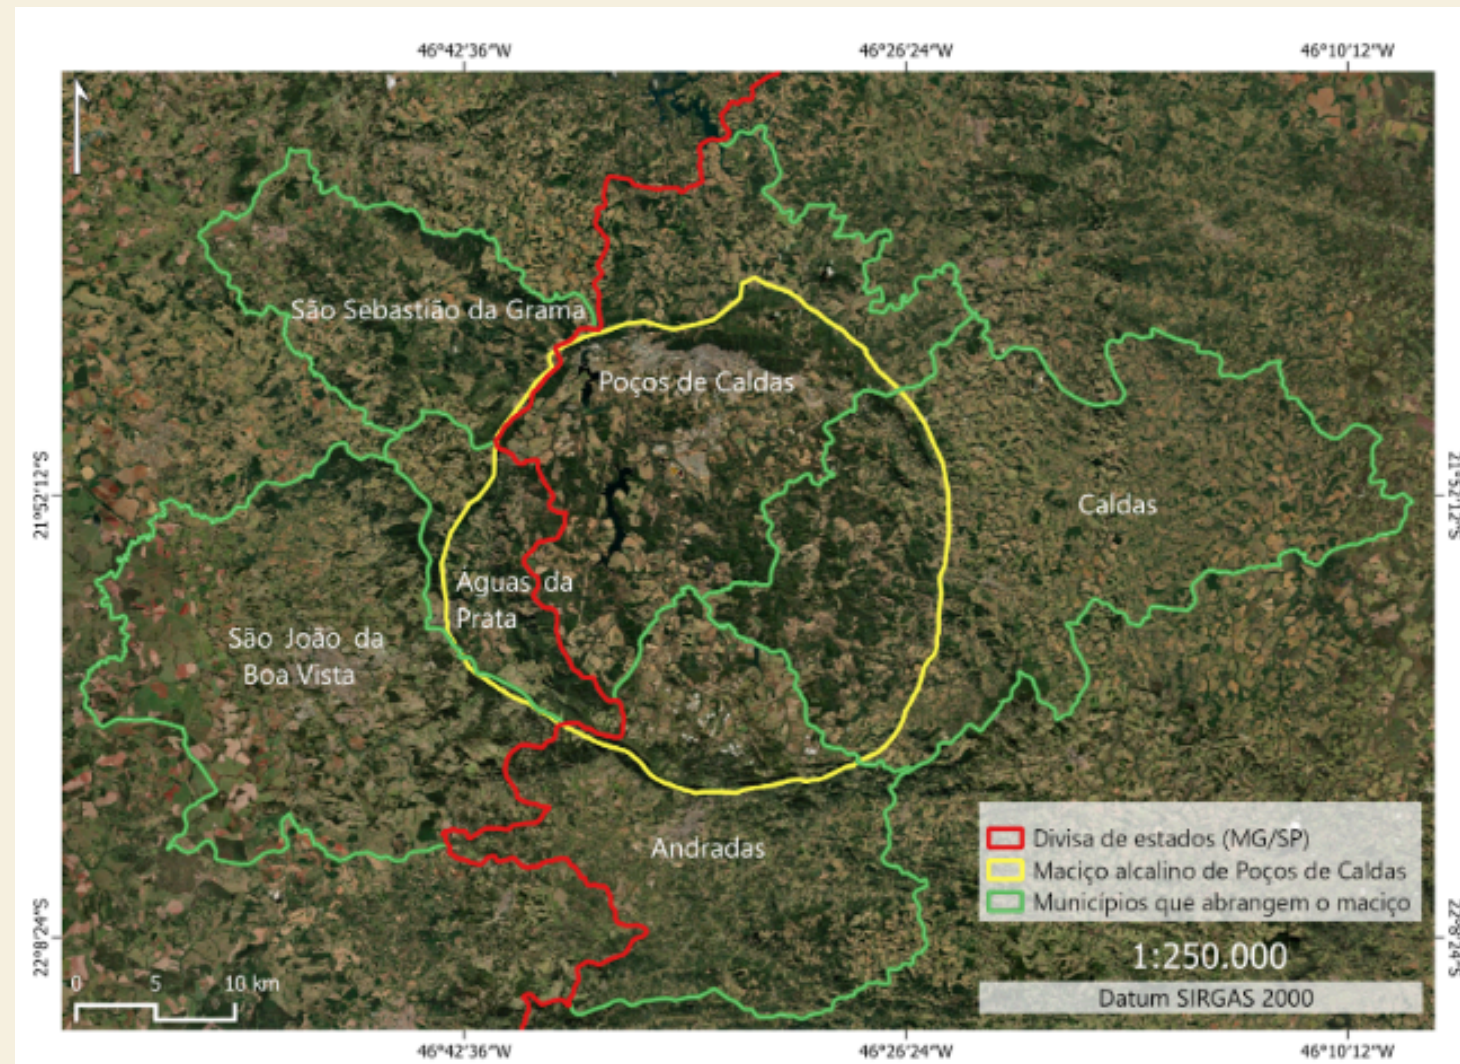 46°42'36"W
46°26'24"W
46°10'12"W
São Sebastião da Grama
Poços de Caldas
21°52'12"S
21°52'12"S
Caldas
Águas da
Prata
São João da
Boa Vista
Andradas
Divisa de estados (MG/SP)
Maciço alcalino de Poços de Caldas
Municípios que abrangem o maciço
22°8'24"S
22°8'24"S
1:250.000
0 5 10 km
Datum SIRGAS 2000
46°42'36"W
46°26'24"W
46°10'12"W